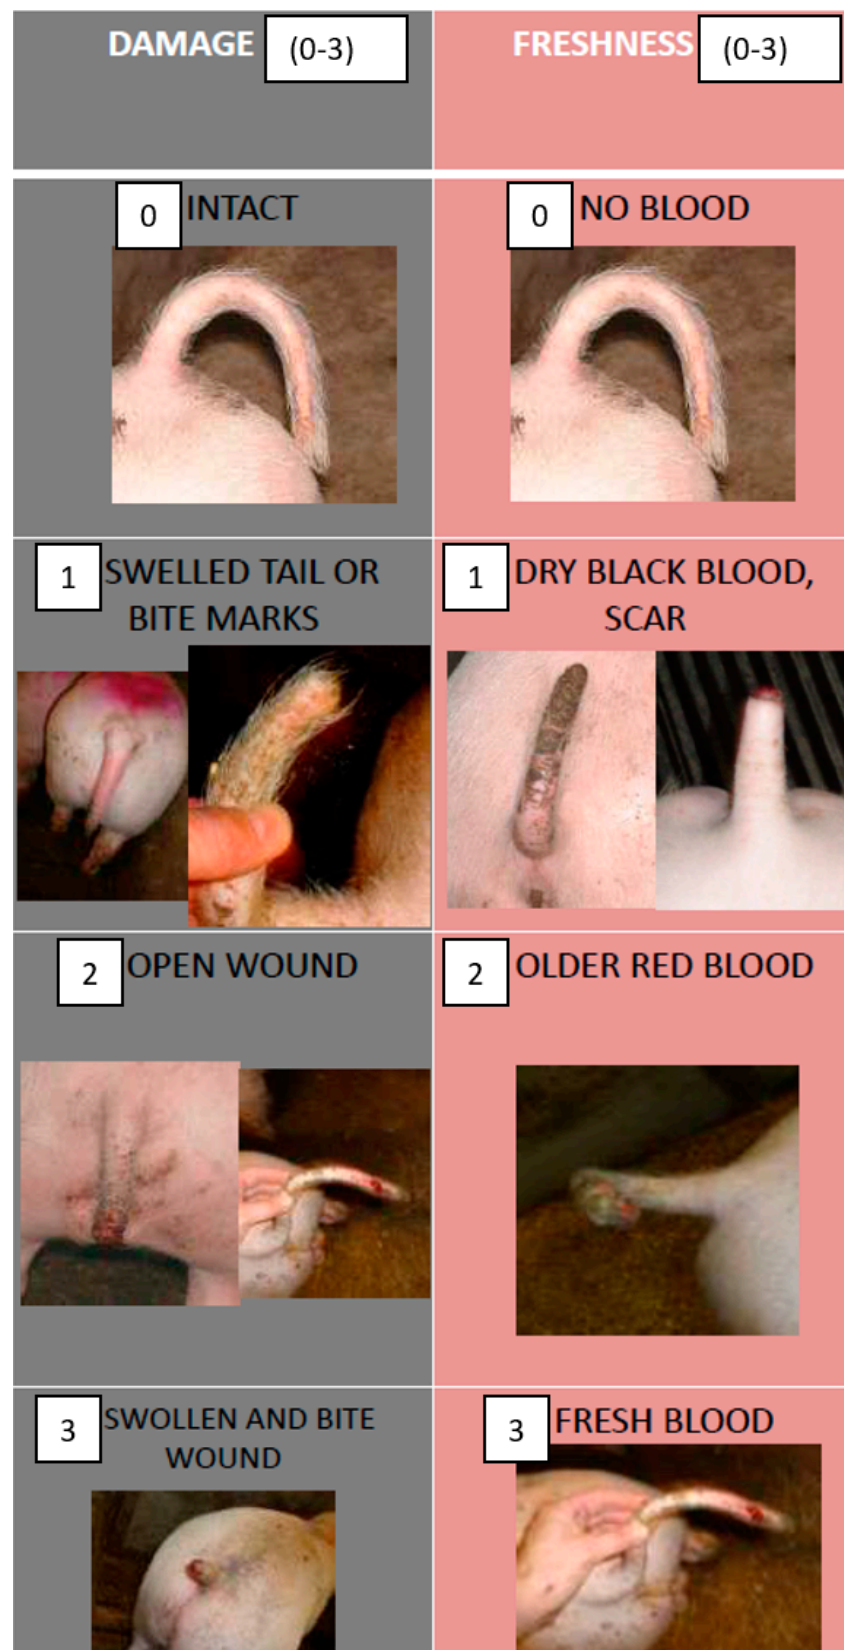 DAMAGE (0-3)
FRESHNESS (0-3)
0 INTACT
0 NO BLOOD
1 SWELLED TAIL OR
BITE MARKS
1 DRY BLACK BLOOD,
SCAR
2 OPEN WOUND
2 OLDER RED BLOOD
3 SWOLLEN AND BITE
WOUND
3 FRESH BLOOD